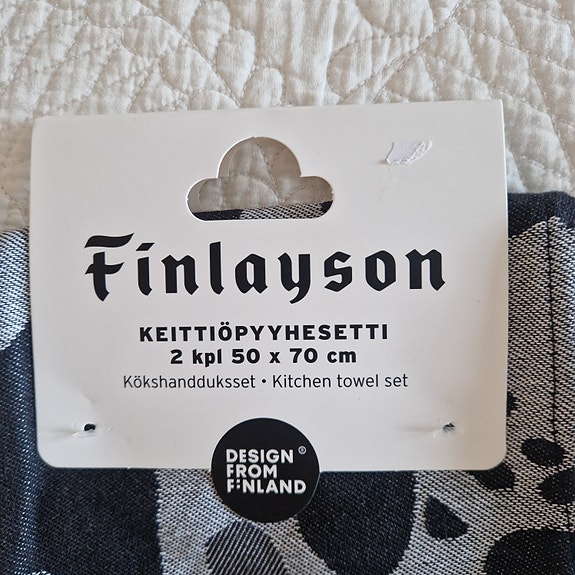 Finlayson
KEITTIÖPYYHESETTI
2 kpl 50 x 70 cm
Kökshandduksset • Kitchen towel set
DESIGN ®
FROM
FINLAND